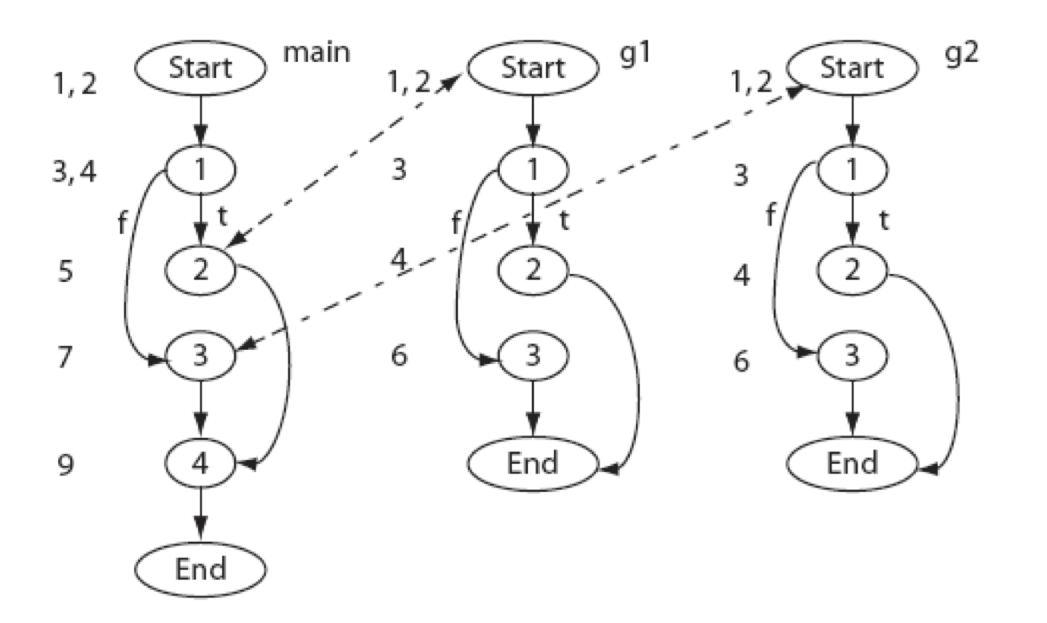 Start main Start g1 Start g2
1, 2 1, 2 1, 2
3, 4 1 3 1 3 1
f t f t f t
5 2 4 2 4 2
7 3 6 3 6 3
9 4 End End
End